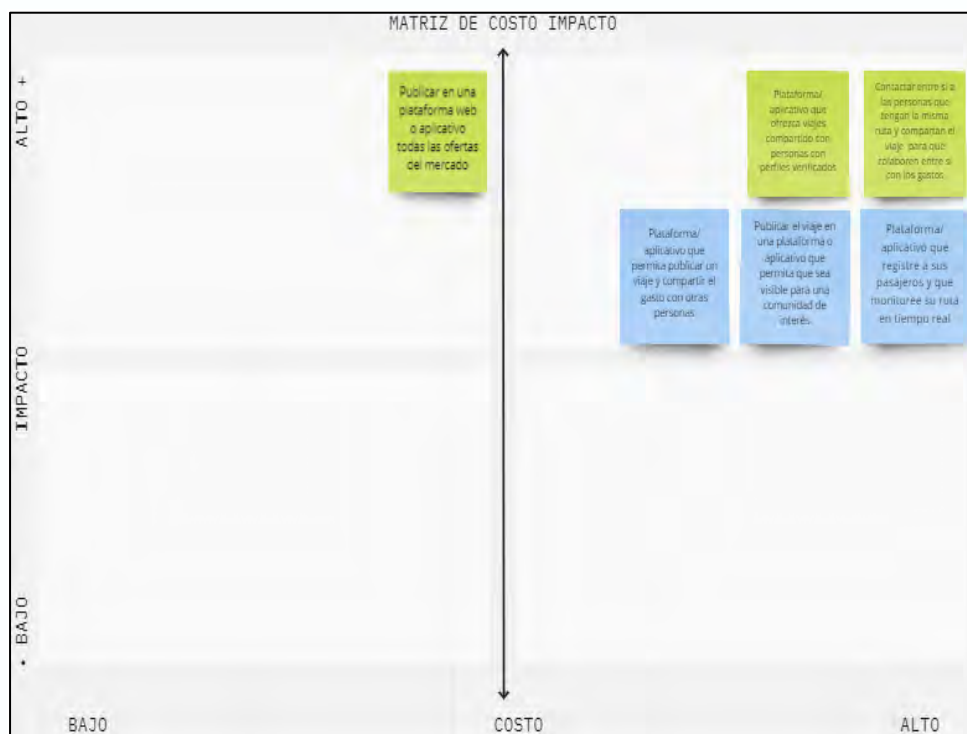 MATRIZ DE COSTO IMPACTO
ALTO +
IMPACTO
- BAJO
Publicar en una
plataforma web
o aplicativo
todas las ofertas
del mercado
Plataforma/
aplicativo que
ofrezca viajes
compartido con
personas con
perfiles verificados
Contactar entre si a
las personas que
tengan la misma
ruta y compartan el
viaje para que
colaboren entre si
con los gastos
Plataforma/
aplicativo que
permita publicar un
viaje y compartir el
gasto con otras
personas
Publicar el viaje en
una plataforma o
aplicativo que
permita que sea
visible para una
comunidad de
interés.
Plataforma/
aplicativo que
registre a sus
pasajeros y que
monitoree su ruta
en tiempo real
BAJO
COSTO
ALTO